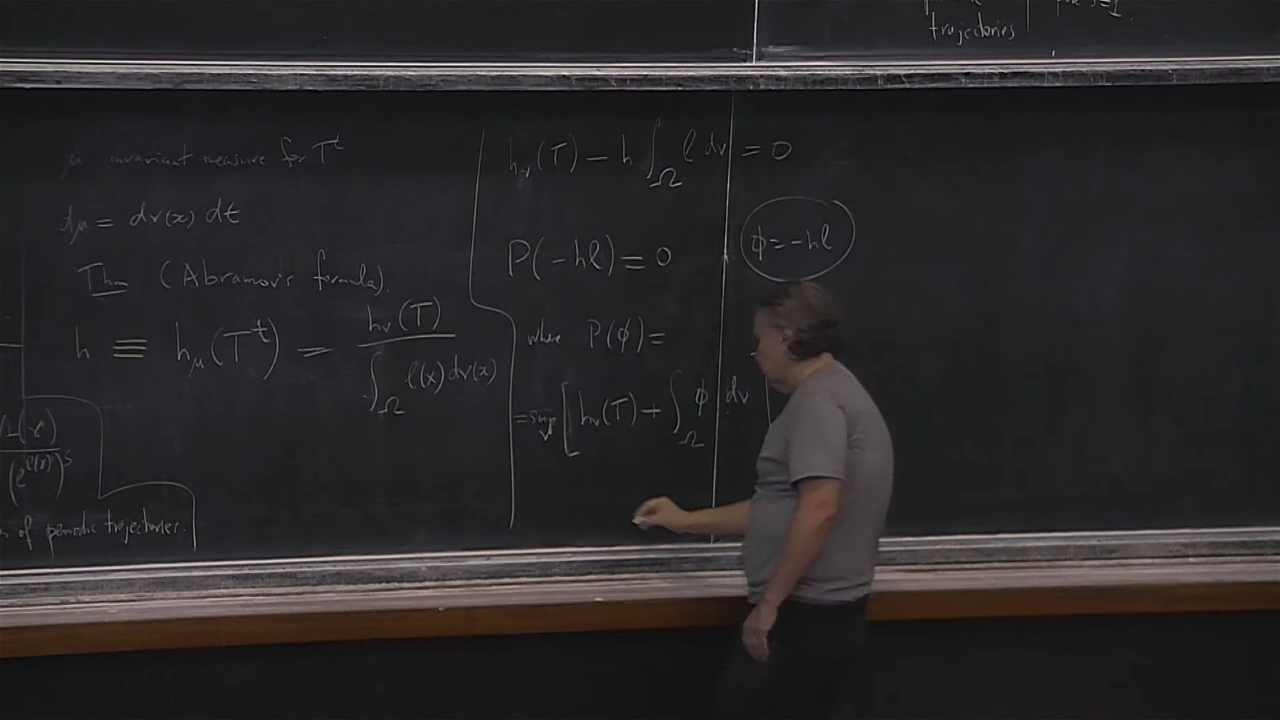 trajectories
μ invariant measure for T^t
dμ = dν(x) dt
Thm (Abramov's formula).
h ≡ h_μ(T^t) = h_ν(T) / ∫_Ω ℓ(x) dν(x)
(e^{ℓ(γ)})^s
of periodic trajectories.
h_ν(T) − h ∫_Ω ℓ dν = 0
P(−hℓ) = 0
ϕ = −hℓ
where P(ϕ) =
= sup_ν [ h_ν(T) + ∫_Ω ϕ dν